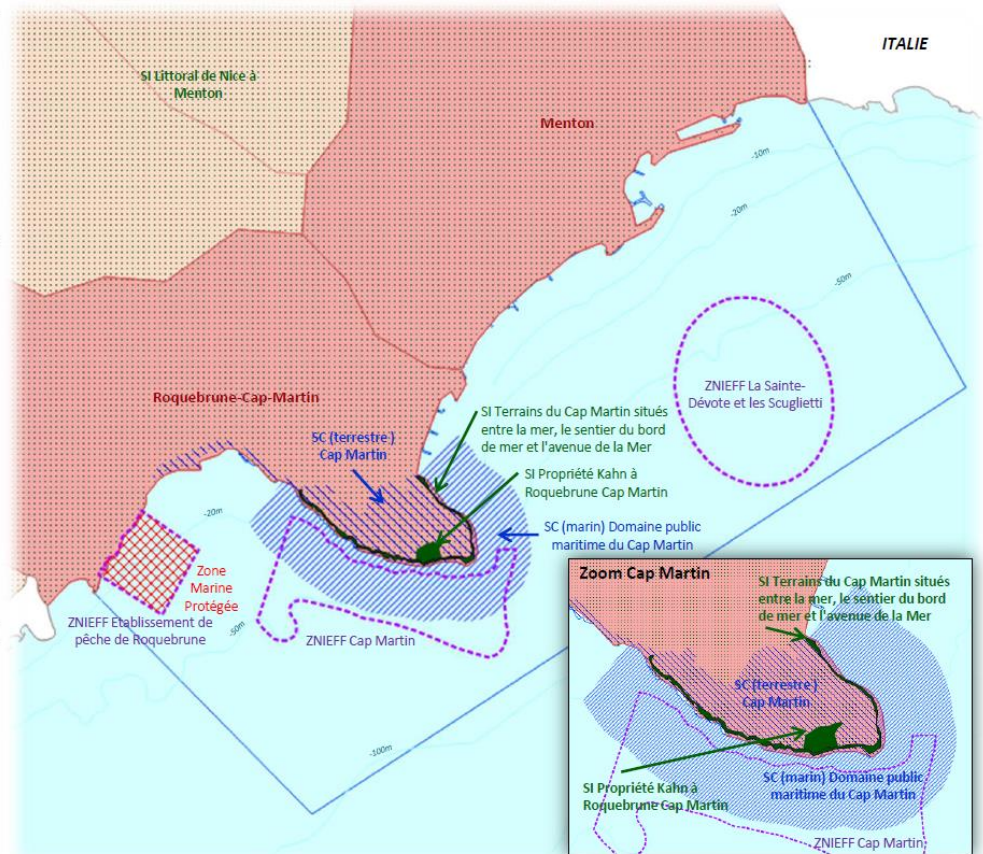 ITALIE
SI Littoral de Nice à
Menton
Menton
-10m
-20m
-50m
Roquebrune-Cap-Martin
ZNIEFF La Sainte-
Dévote et les Scuglietti
SI Terrains du Cap Martin situés
entre la mer, le sentier du bord
de mer et l'avenue de la Mer
SC (terrestre )
Cap Martin
SI Propriété Kahn à
Roquebrune Cap Martin
-20m
SC (marin) Domaine public
maritime du Cap Martin
Zone
Marine
Protégée
ZNIEFF Etablissement de
pêche de Roquebrune
-50m
ZNIEFF Cap Martin
-100m
Zoom Cap Martin
SI Terrains du Cap Martin situés
entre la mer, le sentier du bord
de mer et l'avenue de la Mer
SC (terrestre )
Cap Martin
SI Propriété Kahn à
Roquebrune Cap Martin
SC (marin) Domaine public
maritime du Cap Martin
ZNIEFF Cap Martin